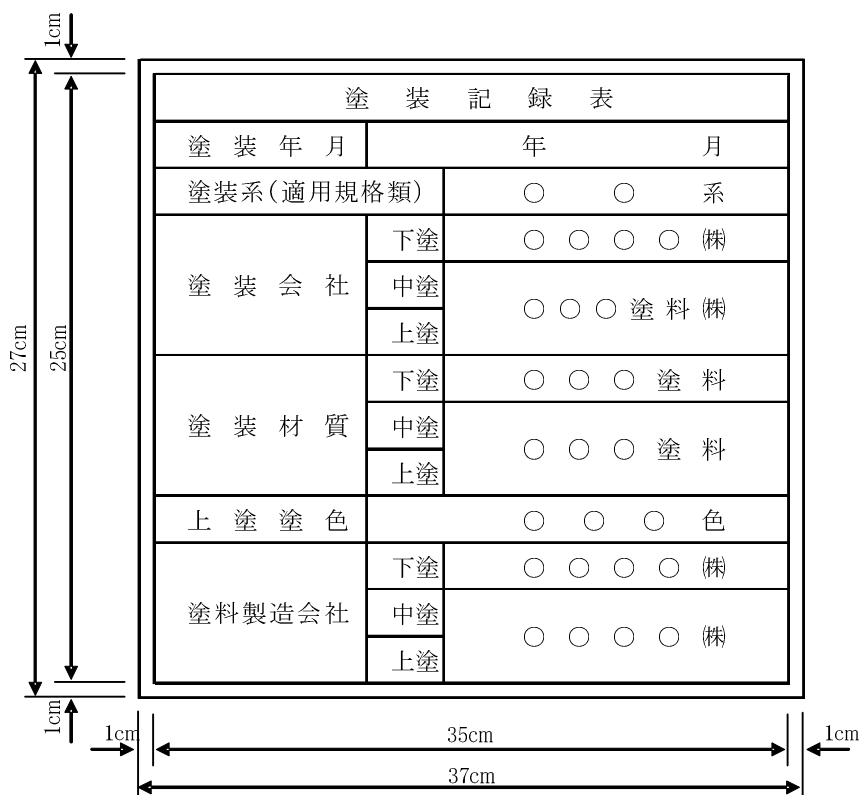 1cm
塗装記録表
塗装年月 年 月
塗装系(適用規格類) ○ ○ 系
塗装会社 下塗 ○○○○㈱
中塗 ○○○塗料㈱
上塗
塗装材質 下塗 ○○○塗料
中塗 ○○○塗料
上塗
上塗塗色 ○○○色
塗料製造会社 下塗 ○○○○㈱
中塗 ○○○○㈱
上塗
27cm
25cm
1cm
1cm 35cm 1cm
37cm